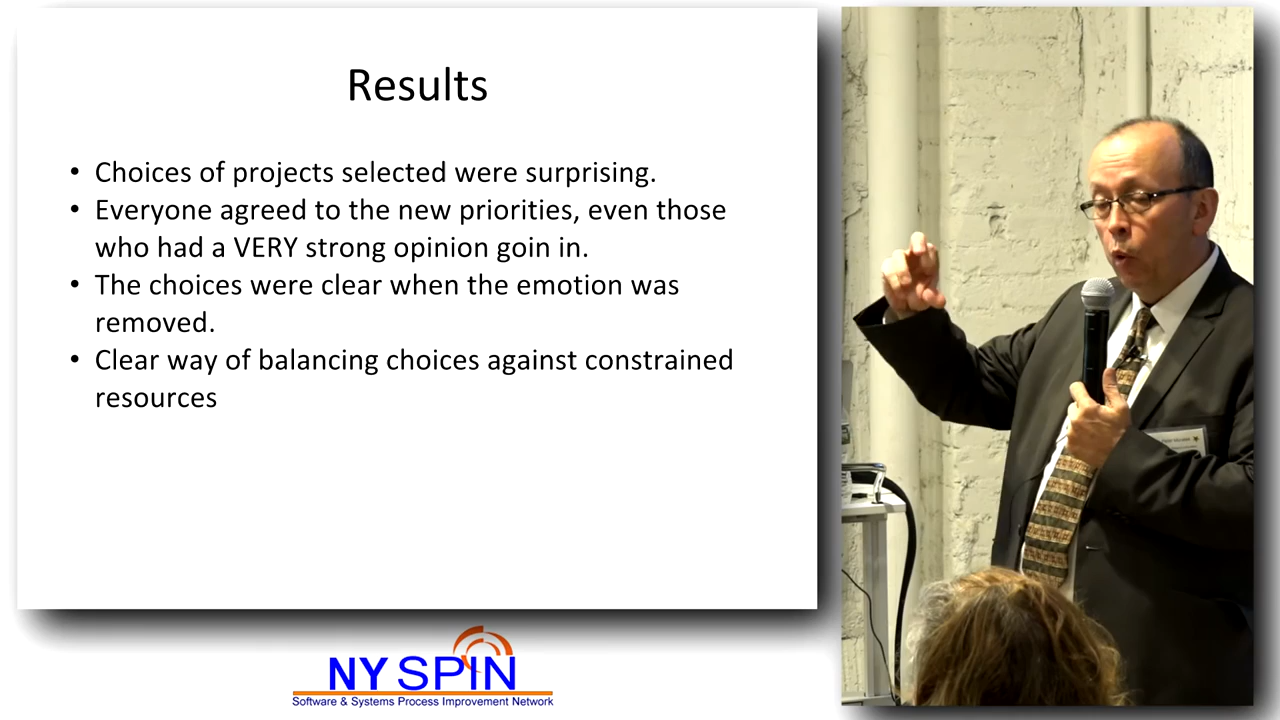 Results
• Choices of projects selected were surprising.
• Everyone agreed to the new priorities, even those
who had a VERY strong opinion goin in.
• The choices were clear when the emotion was
removed.
• Clear way of balancing choices against constrained
resources
NY SPIN
Software & Systems Process Improvement Network